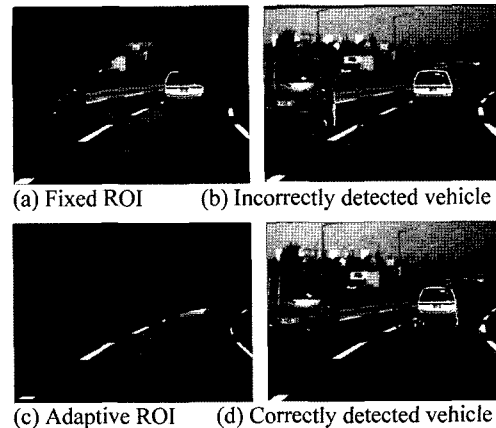 (a) Fixed ROI (b) Incorrectly detected vehicle
(c) Adaptive ROI (d) Correctly detected vehicle